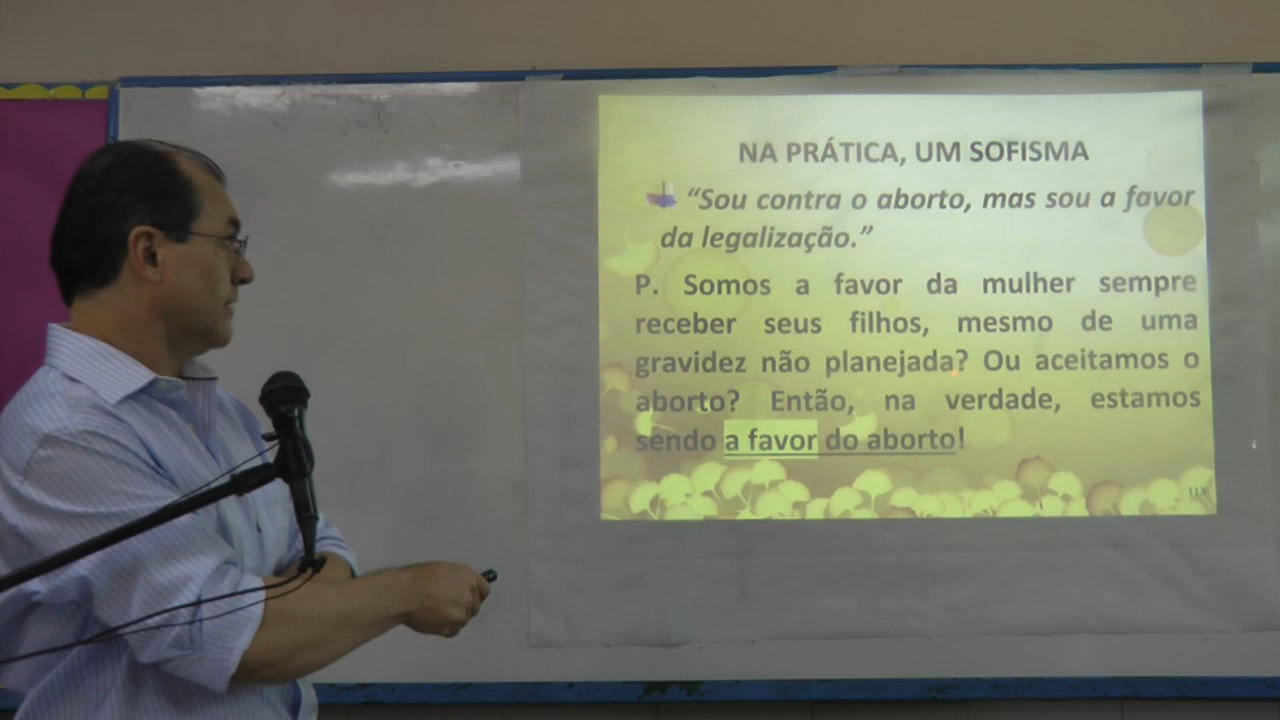 NA PRÁTICA, UM SOFISMA
“Sou contra o aborto, mas sou a favor
da legalização.”
P. Somos a favor da mulher sempre
receber seus filhos, mesmo de uma
gravidez não planejada? Ou aceitamos o
aborto? Então, na verdade, estamos
sendo a favor do aborto!